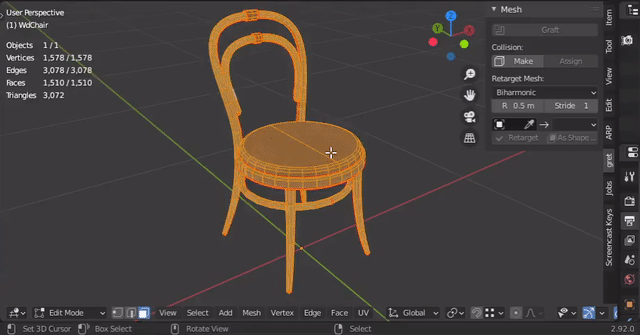 User Perspective
(1) WdChair
Objects 1 / 1
Vertices 1,578 / 1,578
Edges 3,078 / 3,078
Faces 1,510 / 1,510
Triangles 3,072
Z
Mesh
Graft
Collision:
Make Assign
Retarget Mesh:
Biharmonic
R 0.5 m Stride 1
Retarget As Shape ...
Item
Tool
View
Edit
ARP
gret
Jobs
Screencast Keys
Edit Mode View Select Add Mesh Vertex Edge Face UV Global
Set 3D Cursor Box Select Rotate View Select 2.92.0